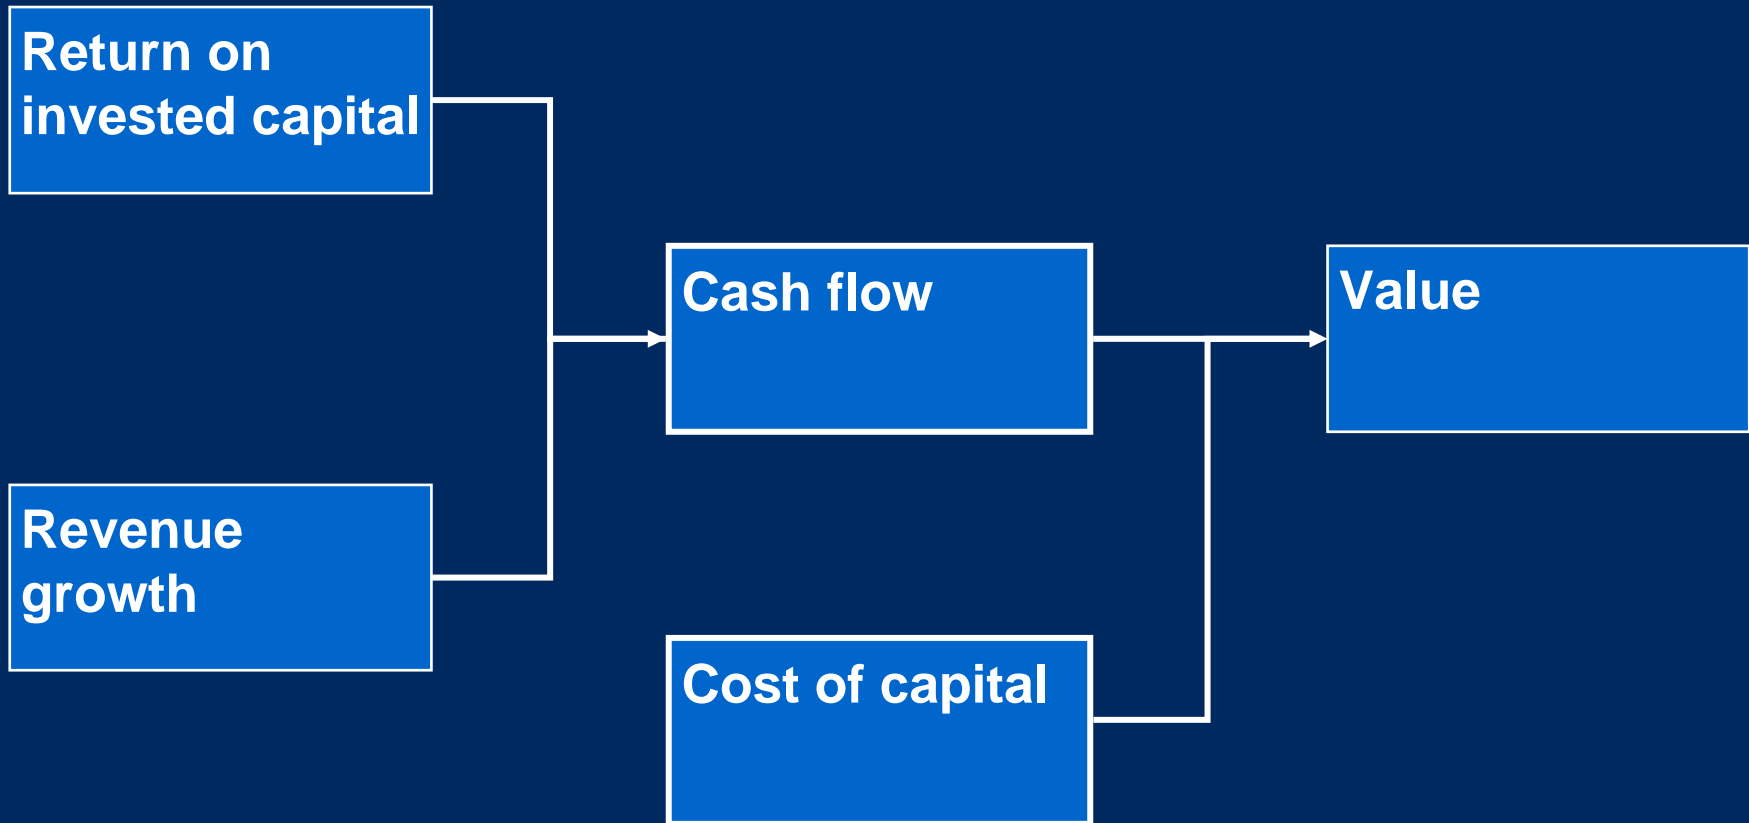 Return on
invested capital
Revenue
growth
Cash flow
Cost of capital
Value